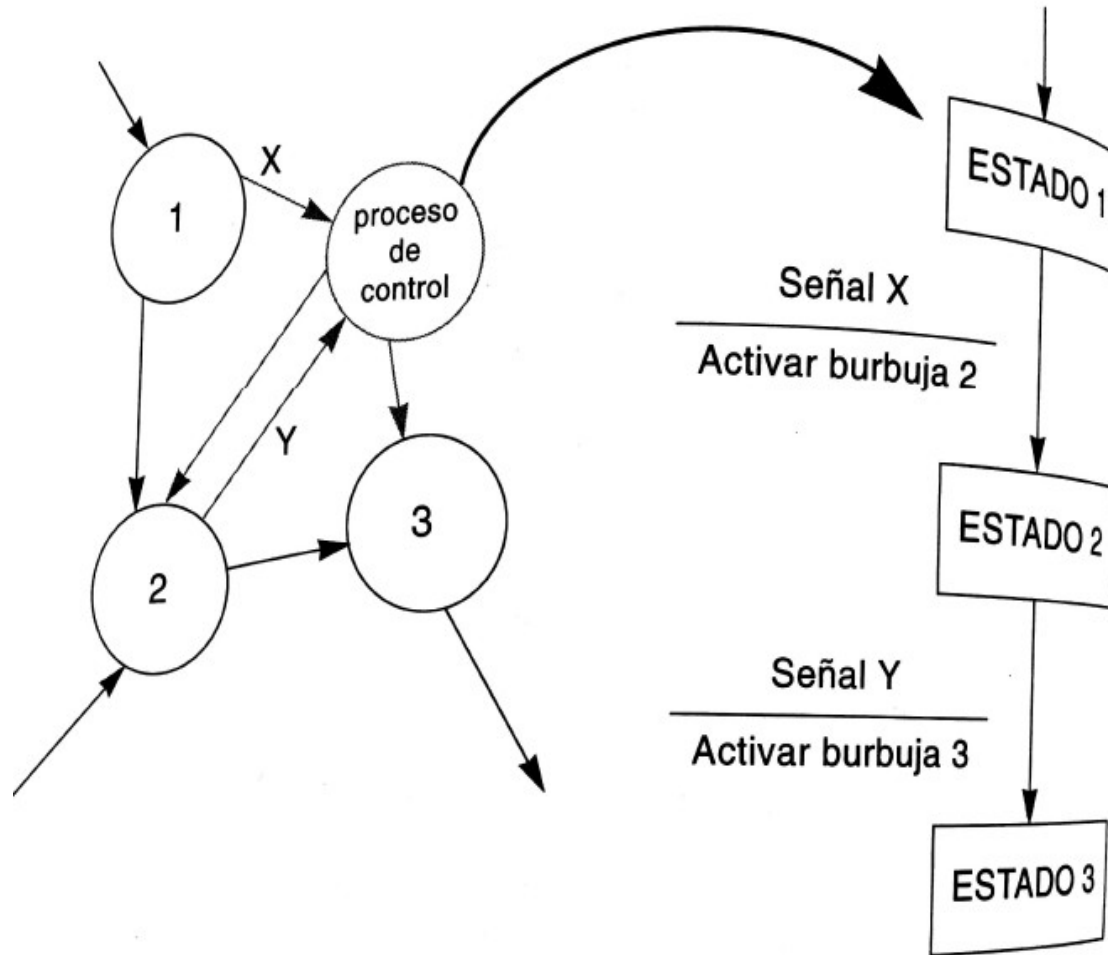 X
1
proceso
de
control
Y
2
3
ESTADO 1
Señal X
Activar burbuja 2
ESTADO 2
Señal Y
Activar burbuja 3
ESTADO 3